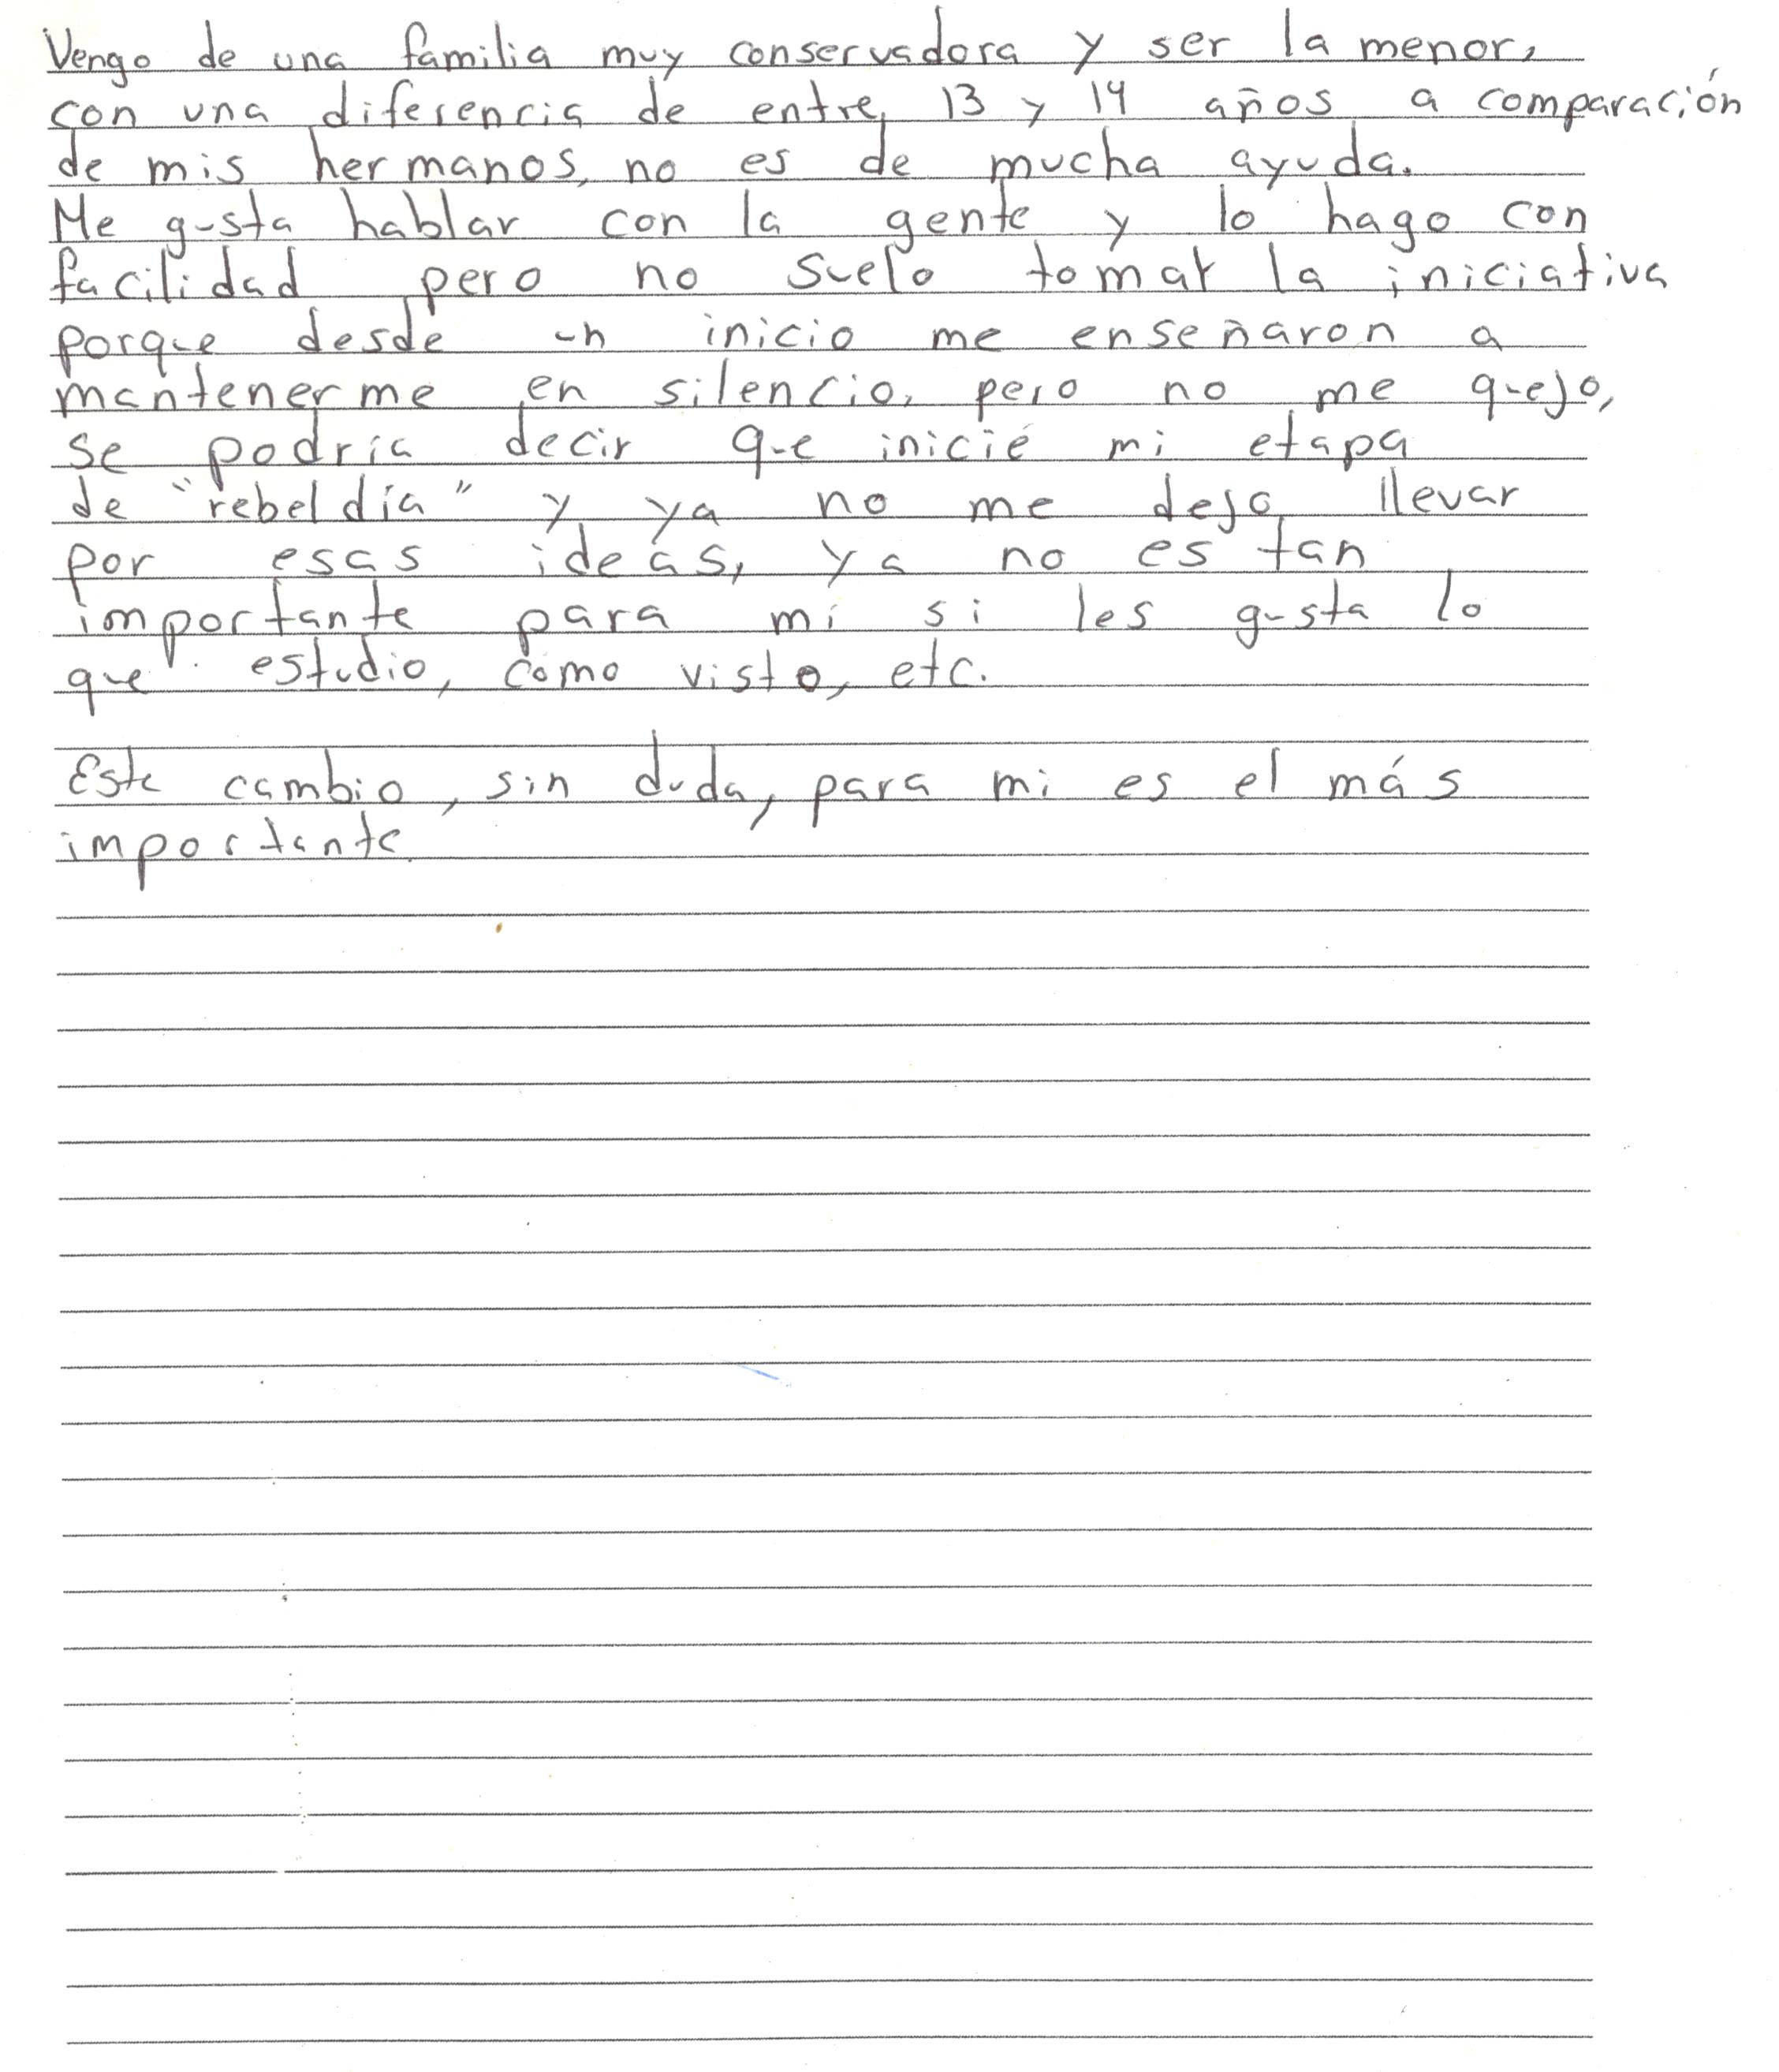 Vengo de una familia muy conservadora y ser la menor,
con una diferencia de entre 13 y 14 años a comparación
de mis hermanos, no es de mucha ayuda.
Me gusta hablar con la gente y lo hago con
facilidad pero no suelo tomar la iniciativa
porque desde un inicio me enseñaron a
mantenerme en silencio, pero no me quejo,
se podría decir que inicié mi etapa
de "rebeldía" y ya no me dejo llevar
por esas ideas, ya no es tan
importante para mí si les gusta lo
que estudio, como visto, etc.
Este cambio, sin duda, para mi es el más
importante